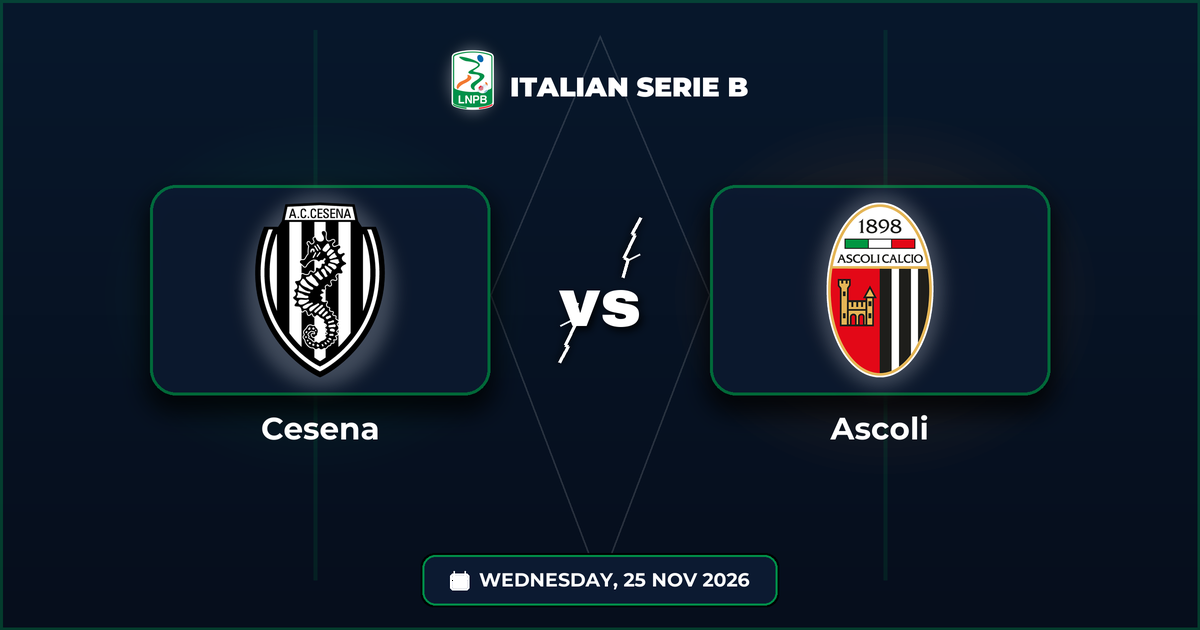 LNPB
ITALIAN SERIE B
A.C.CESENA
1898
ASCOLI CALCIO
vs
Cesena
Ascoli
WEDNESDAY, 25 NOV 2026